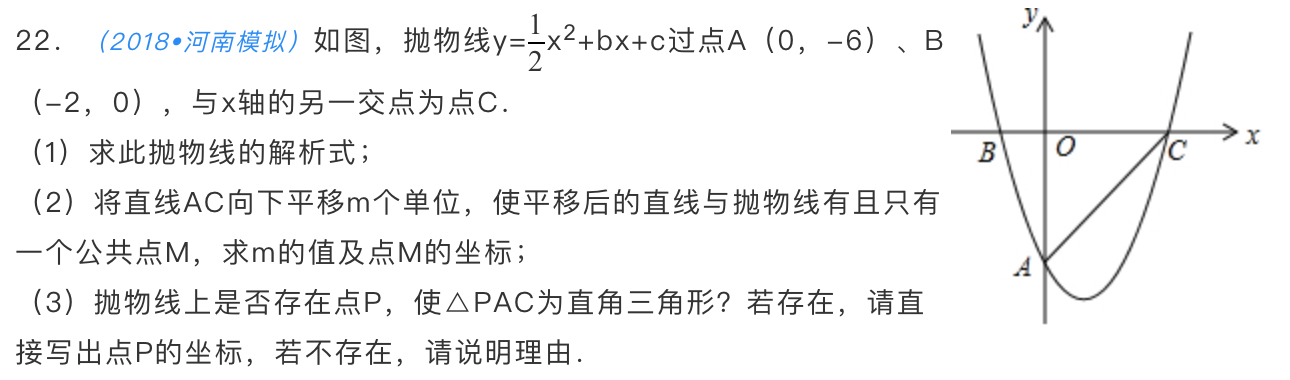 22. （2018•河南模拟）如图，抛物线y=\frac{1}{2}x²+bx+c过点A（0，-6）、B
（-2，0），与x轴的另一交点为点C.
（1）求此抛物线的解析式；
（2）将直线AC向下平移m个单位，使平移后的直线与抛物线有且只有
一个公共点M，求m的值及点M的坐标；
（3）抛物线上是否存在点P，使△PAC为直角三角形？若存在，请直
接写出点P的坐标，若不存在，请说明理由.
y
B O C x
A